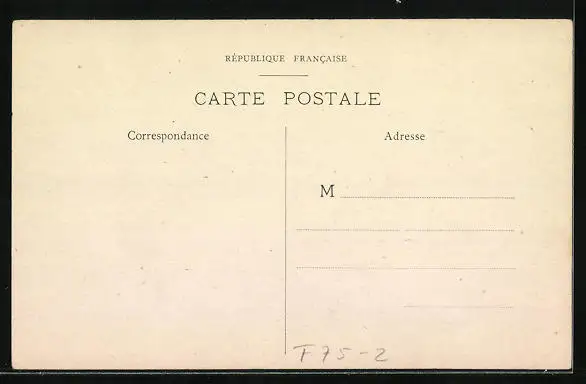 RÉPUBLIQUE FRANÇAISE
CARTE POSTALE
Correspondance
Adresse
M
F75-2